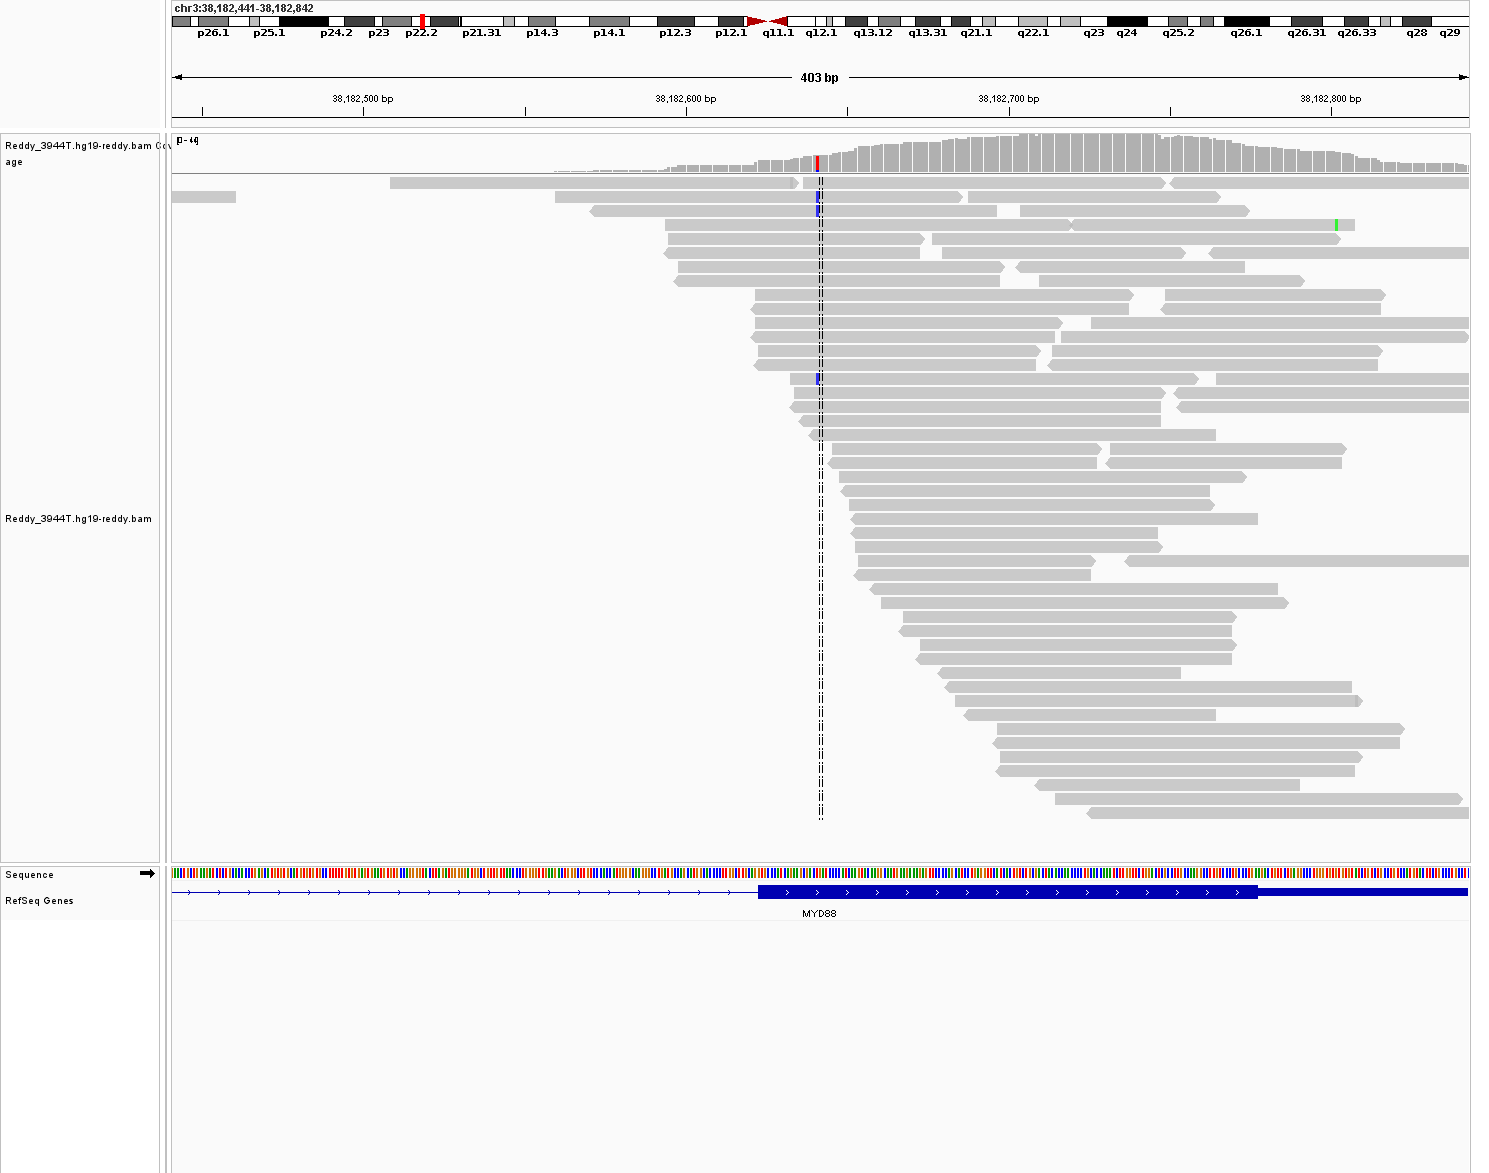 chr3:38,182,441-38,182,842
p26.1 p25.1 p24.2 p23 p22.2 p21.31 p14.3 p14.1 p12.3 p12.1 q11.1 q12.1 q13.12 q13.31 q21.1 q22.1 q23 q24 q25.2 q26.1 q26.31 q26.33 q28 q29
403 bp
38,182,500 bp 38,182,600 bp 38,182,700 bp 38,182,800 bp
Reddy_3944T.hg19-reddy.bam Cov
age
[0 - 44]
Reddy_3944T.hg19-reddy.bam
Sequence
RefSeq Genes
MYD88